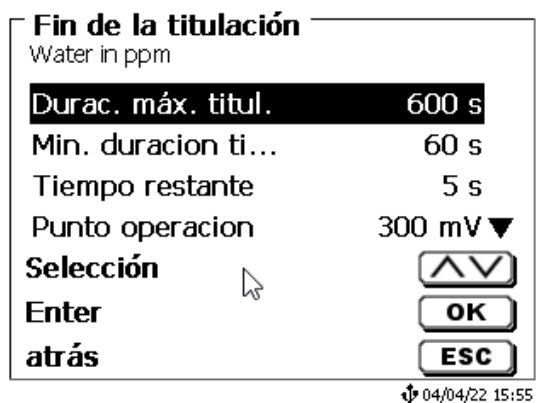 Fin de la titulación
Water in ppm
Durac. máx. titul. 600 s
Min. duracion ti... 60 s
Tiempo restante 5 s
Punto operacion 300 mV▼
Selección
Enter OK
atrás ESC
04/04/22 15:55